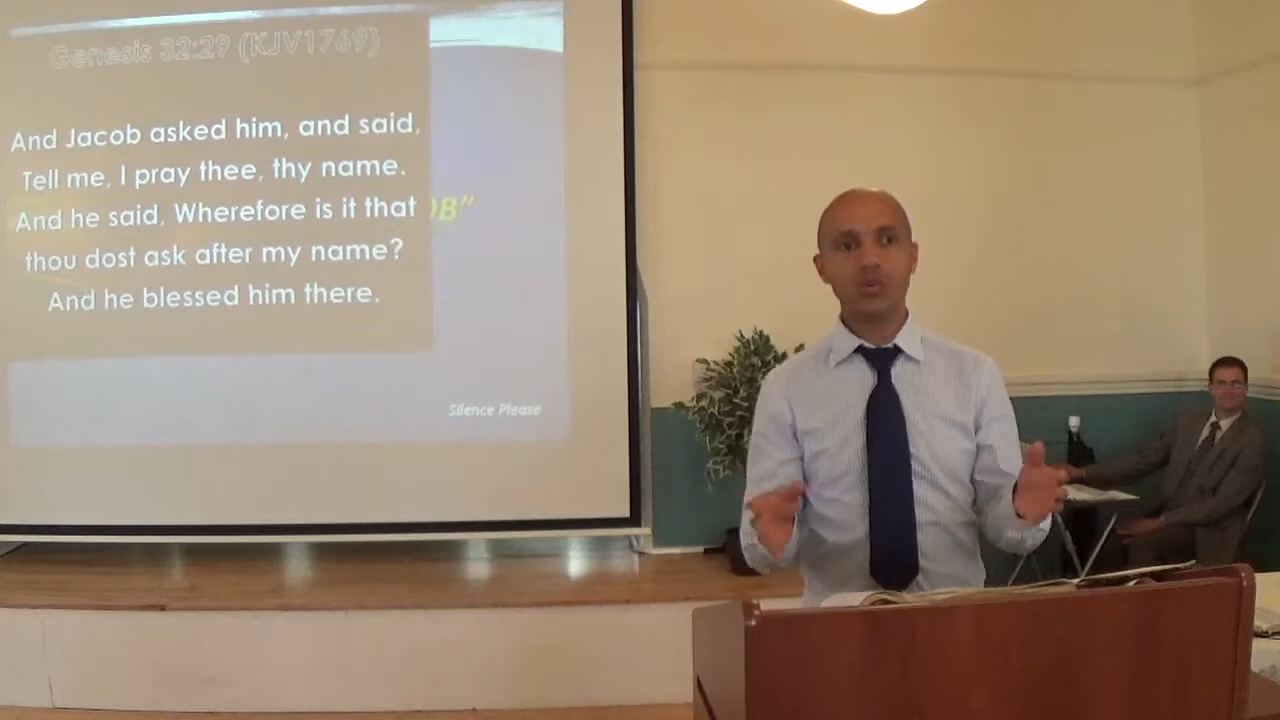 Genesis 32:29 (KJV1769)
And Jacob asked him, and said,
Tell me, I pray thee, thy name.
And he said, Wherefore is it that
thou dost ask after my name?
And he blessed him there.
OB"
Silence Please